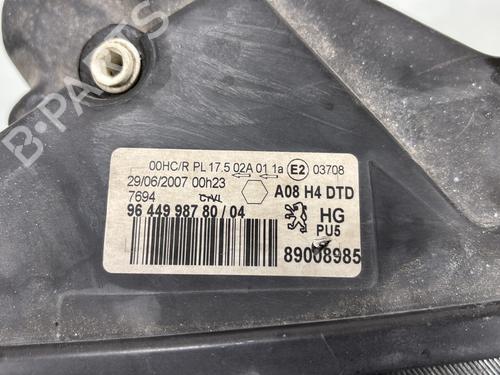 B-PARTS
00HC/R PL 17.5 02A 01 1a E2 03708
29/06/2007 00h23
7694 A08 H4 DTD
96 449 987 80 / 04 HG
PU5
89008985